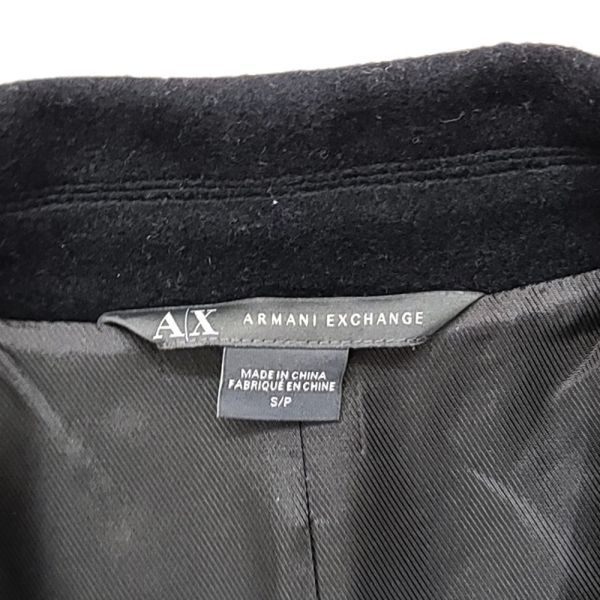 A|X ARMANI EXCHANGE
MADE IN CHINA
FABRIQUÉ EN CHINE
S/P